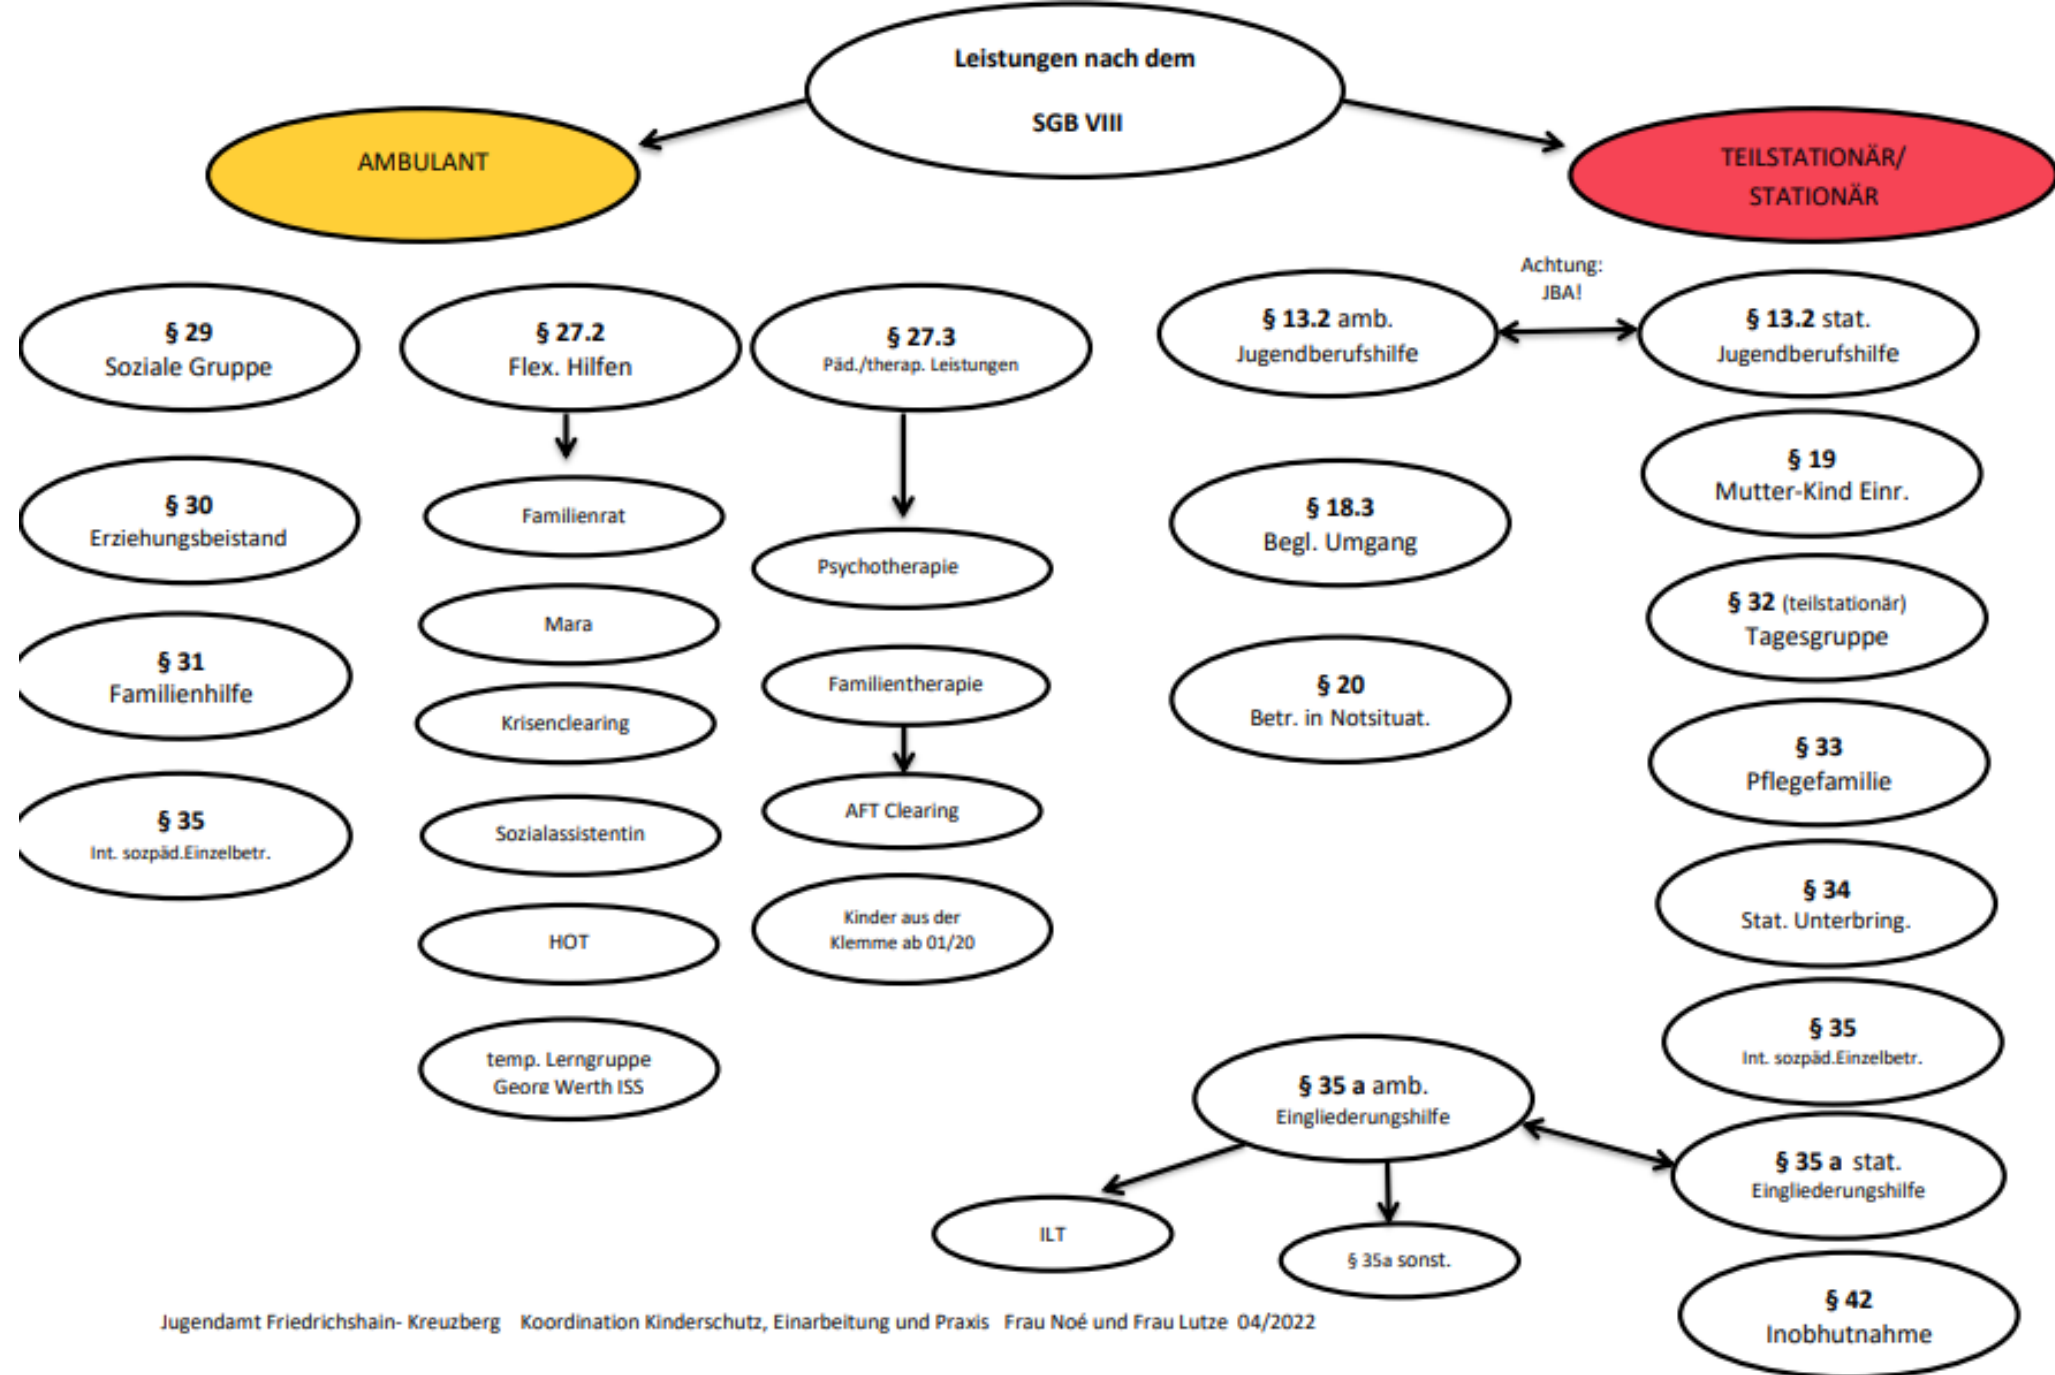 Leistungen nach dem
SGB VIII
AMBULANT
TEILSTATIONÄR/
STATIONÄR
§ 29
Soziale Gruppe
§ 30
Erziehungsbeistand
§ 31
Familienhilfe
§ 35
Int. sozpäd.Einzelbetr.
§ 27.2
Flex. Hilfen
Familienrat
Mara
Krisenclearing
Sozialassistentin
HOT
temp. Lerngruppe
Georg Werth ISS
§ 27.3
Päd./therap. Leistungen
Psychotherapie
Familientherapie
AFT Clearing
Kinder aus der
Klemme ab 01/20
§ 13.2 amb.
Jugendberufshilfe
Achtung:
JBA!
§ 18.3
Begl. Umgang
§ 20
Betr. in Notsituat.
§ 35 a amb.
Eingliederungshilfe
ILT
§ 35a sonst.
§ 13.2 stat.
Jugendberufshilfe
§ 19
Mutter-Kind Einr.
§ 32 (teilstationär)
Tagesgruppe
§ 33
Pflegefamilie
§ 34
Stat. Unterbring.
§ 35
Int. sozpäd.Einzelbetr.
§ 35 a stat.
Eingliederungshilfe
§ 42
Inobhutnahme
Jugendamt Friedrichshain- Kreuzberg Koordination Kinderschutz, Einarbeitung und Praxis Frau Noé und Frau Lutze 04/2022